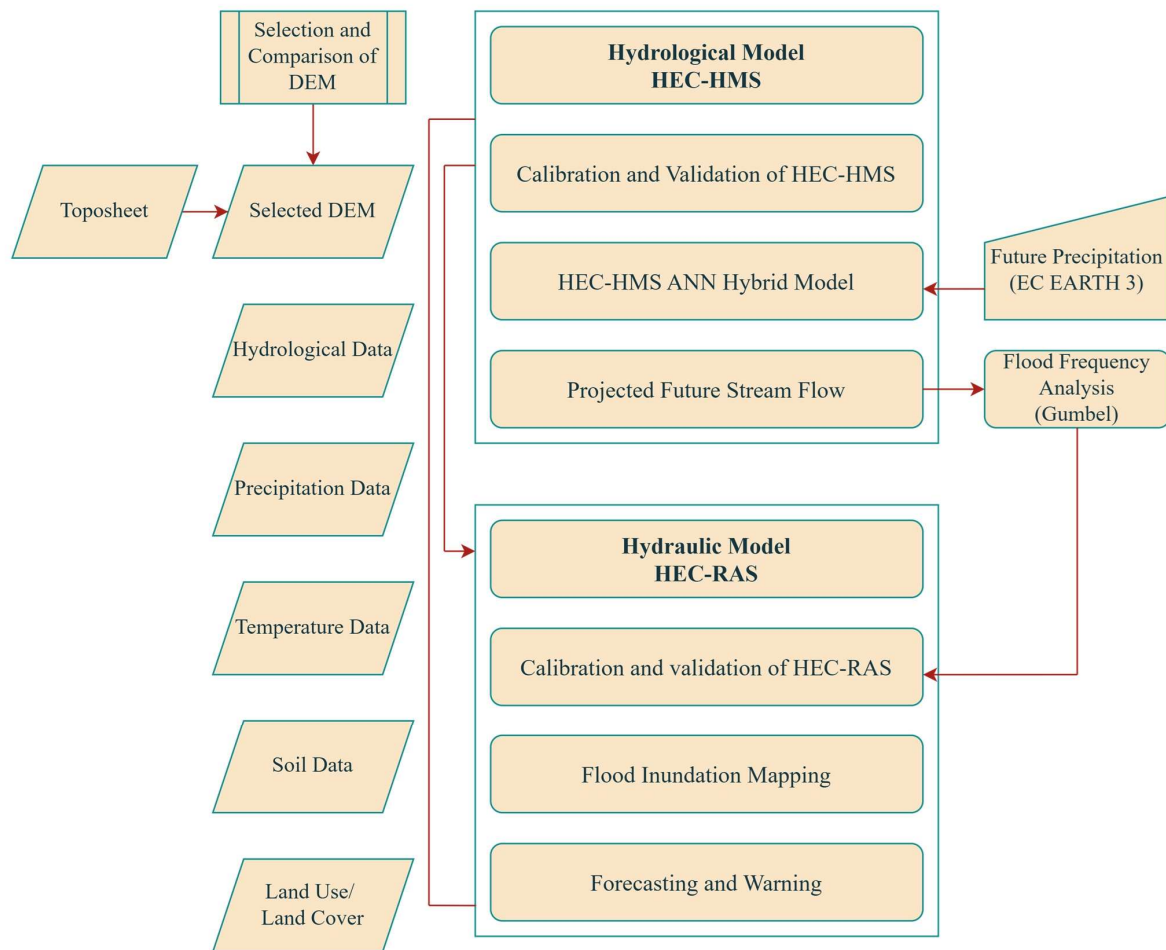 Selection and
Comparison of
DEM
Toposheet
Selected DEM
Hydrological Data
Precipitation Data
Temperature Data
Soil Data
Land Use/
Land Cover
Hydrological Model
HEC-HMS
Calibration and Validation of HEC-HMS
HEC-HMS ANN Hybrid Model
Projected Future Stream Flow
Future Precipitation
(EC EARTH 3)
Flood Frequency
Analysis
(Gumbel)
Hydraulic Model
HEC-RAS
Calibration and validation of HEC-RAS
Flood Inundation Mapping
Forecasting and Warning